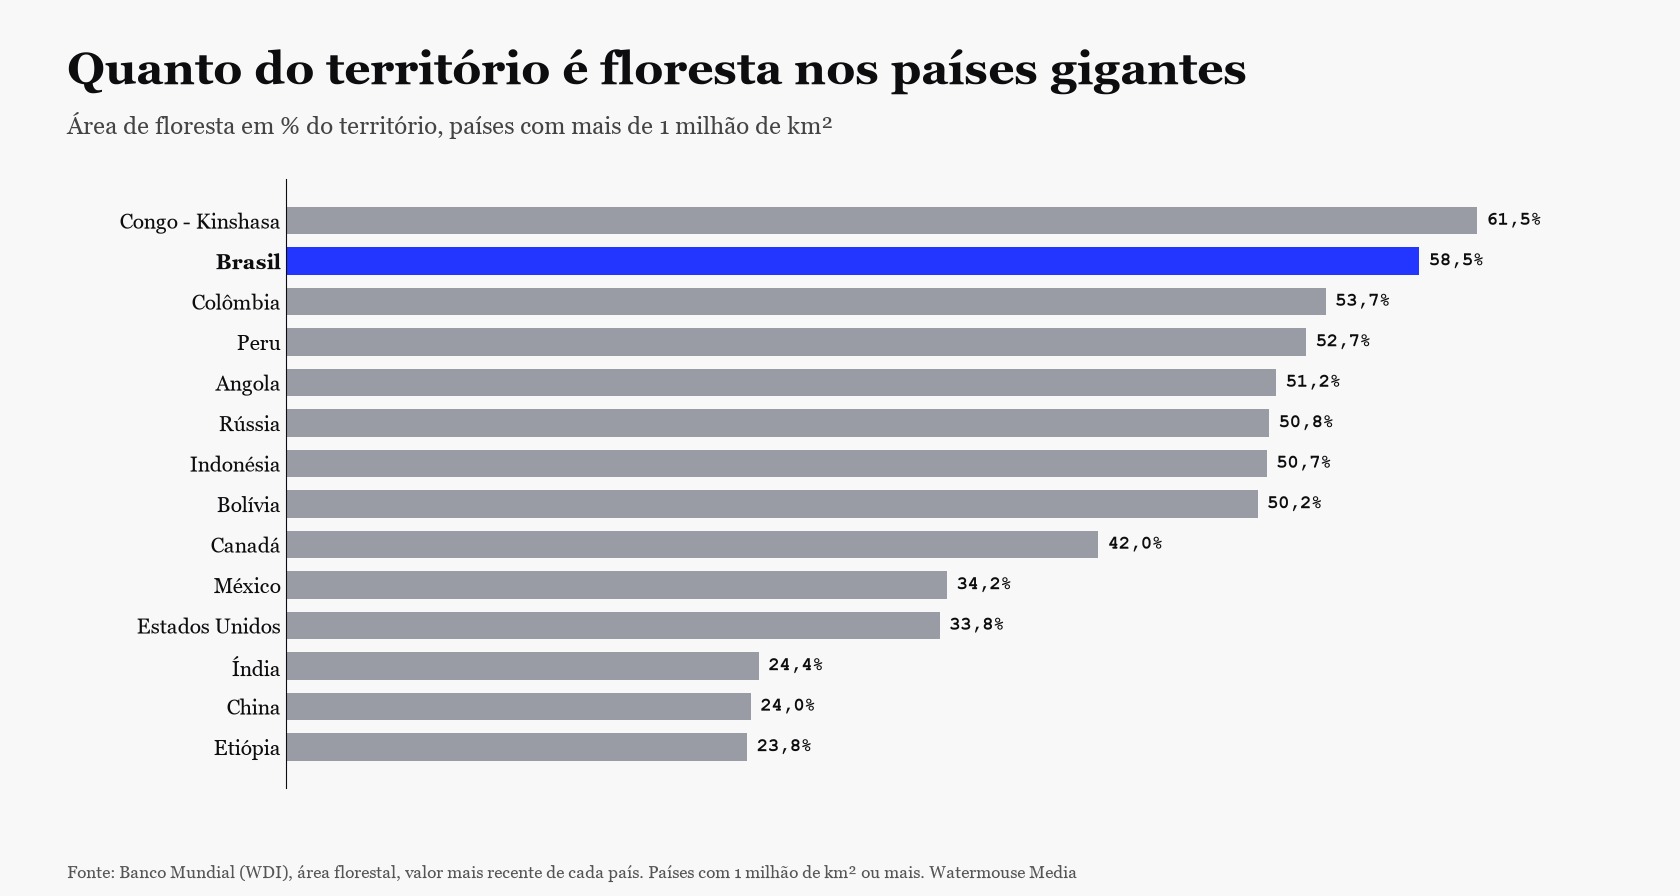 Quanto do território é floresta nos países gigantes
Área de floresta em % do território, países com mais de 1 milhão de km²
Congo - Kinshasa 61,5%
Brasil 58,5%
Colômbia 53,7%
Peru 52,7%
Angola 51,2%
Rússia 50,8%
Indonésia 50,7%
Bolívia 50,2%
Canadá 42,0%
México 34,2%
Estados Unidos 33,8%
Índia 24,4%
China 24,0%
Etiópia 23,8%
Fonte: Banco Mundial (WDI), área florestal, valor mais recente de cada país. Países com 1 milhão de km² ou mais. Watermouse Media